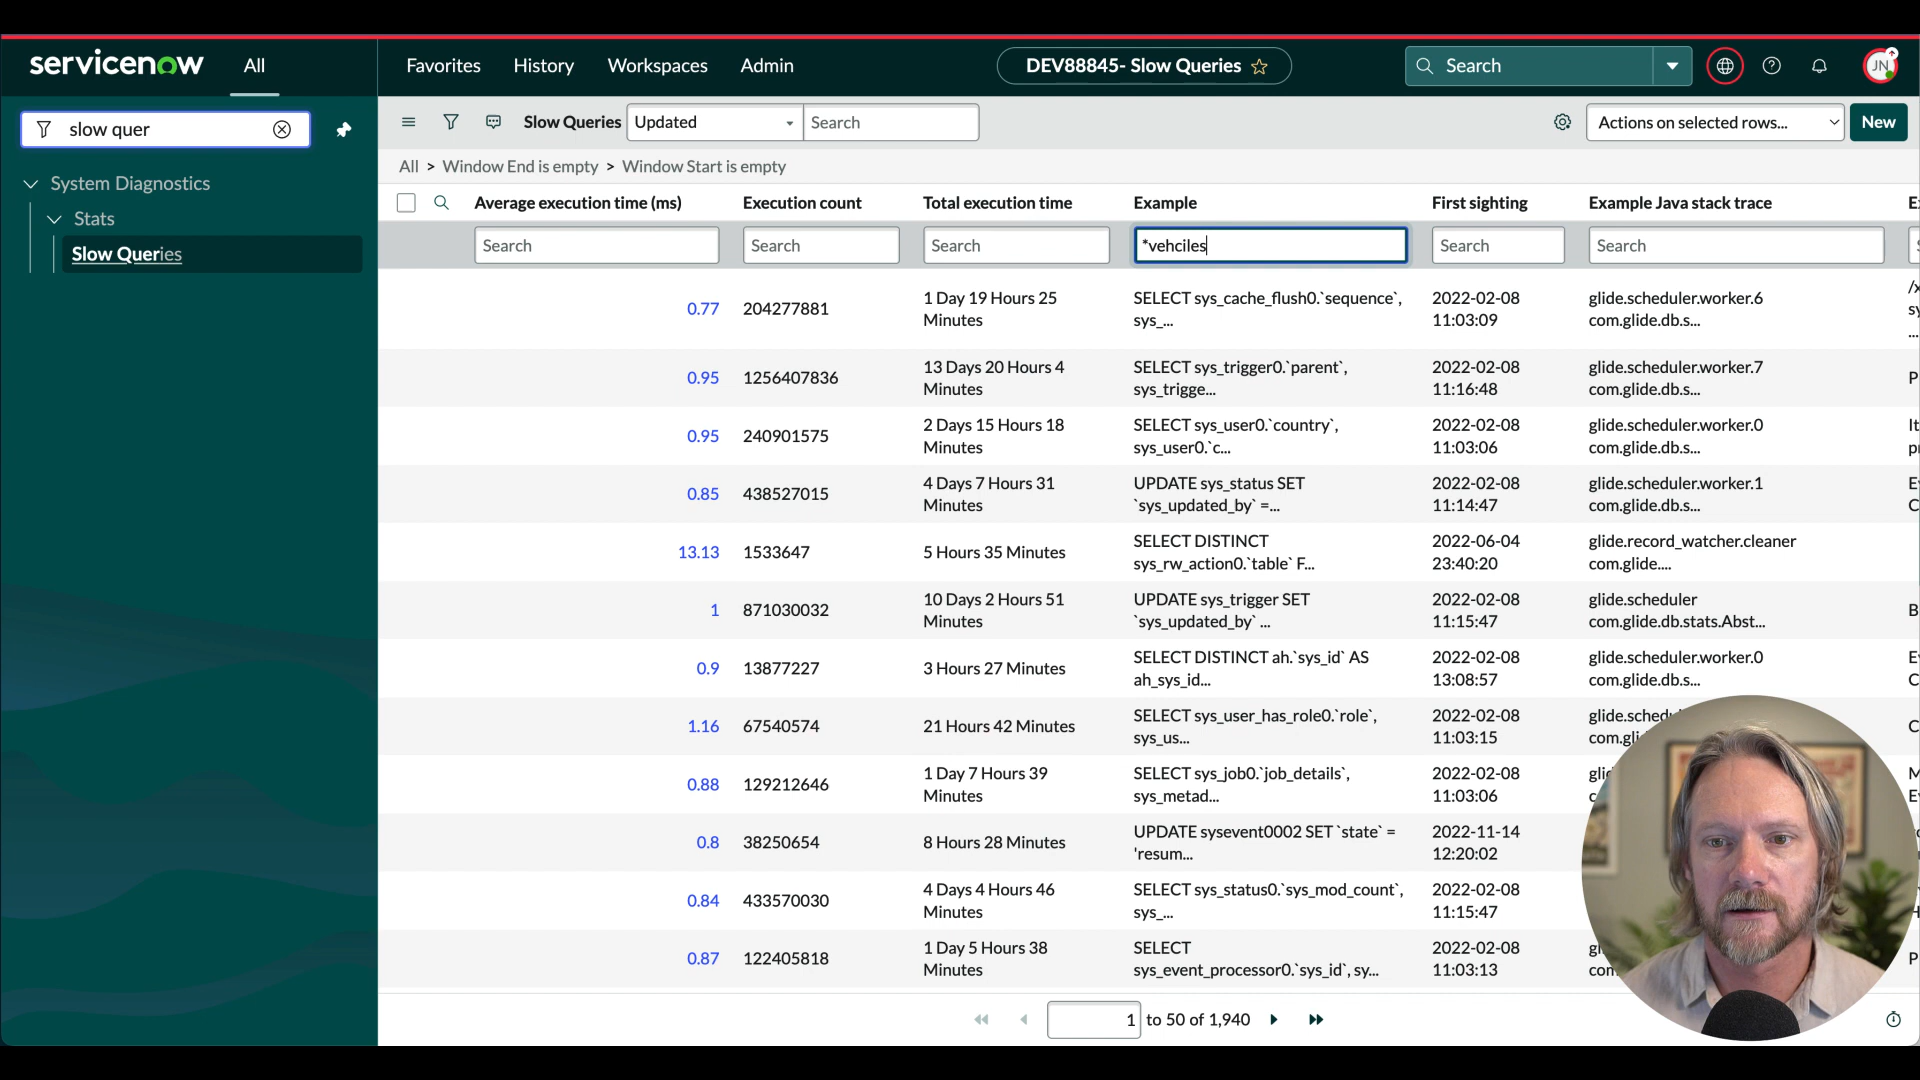 servicenow
All
Favorites
History
Workspaces
Admin
DEV88845- Slow Queries
Search
JN
slow quer
Slow Queries
Updated
Search
Actions on selected rows...
New
System Diagnostics
Stats
Slow Queries
All > Window End is empty > Window Start is empty
Average execution time (ms)
Execution count
Total execution time
Example
First sighting
Example Java stack trace
Search
Search
Search
*vehciles
Search
Search
0.77
204277881
1 Day 19 Hours 25
Minutes
SELECT sys_cache_flush0.`sequence`,
sys_...
2022-02-08
11:03:09
glide.scheduler.worker.6
com.glide.db.s...
0.95
1256407836
13 Days 20 Hours 4
Minutes
SELECT sys_trigger0.`parent`,
sys_trigge...
2022-02-08
11:16:48
glide.scheduler.worker.7
com.glide.db.s...
0.95
240901575
2 Days 15 Hours 18
Minutes
SELECT sys_user0.`country`,
sys_user0.`c...
2022-02-08
11:03:06
glide.scheduler.worker.0
com.glide.db.s...
0.85
438527015
4 Days 7 Hours 31
Minutes
UPDATE sys_status SET
`sys_updated_by` =...
2022-02-08
11:14:47
glide.scheduler.worker.1
com.glide.db.s...
13.13
1533647
5 Hours 35 Minutes
SELECT DISTINCT
sys_rw_action0.`table` F...
2022-06-04
23:40:20
glide.record_watcher.cleaner
com.glide....
1
871030032
10 Days 2 Hours 51
Minutes
UPDATE sys_trigger SET
`sys_updated_by` ...
2022-02-08
11:15:47
glide.scheduler
com.glide.db.stats.Abst...
0.9
13877227
3 Hours 27 Minutes
SELECT DISTINCT ah.`sys_id` AS
ah_sys_id...
2022-02-08
13:08:57
glide.scheduler.worker.0
com.glide.db.s...
1.16
67540574
21 Hours 42 Minutes
SELECT sys_user_has_role0.`role`,
sys_us...
2022-02-08
11:03:15
0.88
129212646
1 Day 7 Hours 39
Minutes
SELECT sys_job0.`job_details`,
sys_metad...
2022-02-08
11:03:06
0.8
38250654
8 Hours 28 Minutes
UPDATE sysevent0002 SET `state` =
'resum...
2022-11-14
12:20:02
0.84
433570030
4 Days 4 Hours 46
Minutes
SELECT sys_status0.`sys_mod_count`,
sys_...
2022-02-08
11:15:47
0.87
122405818
1 Day 5 Hours 38
Minutes
SELECT
sys_event_processor0.`sys_id`, sy...
2022-02-08
11:03:13
1 to 50 of 1,940